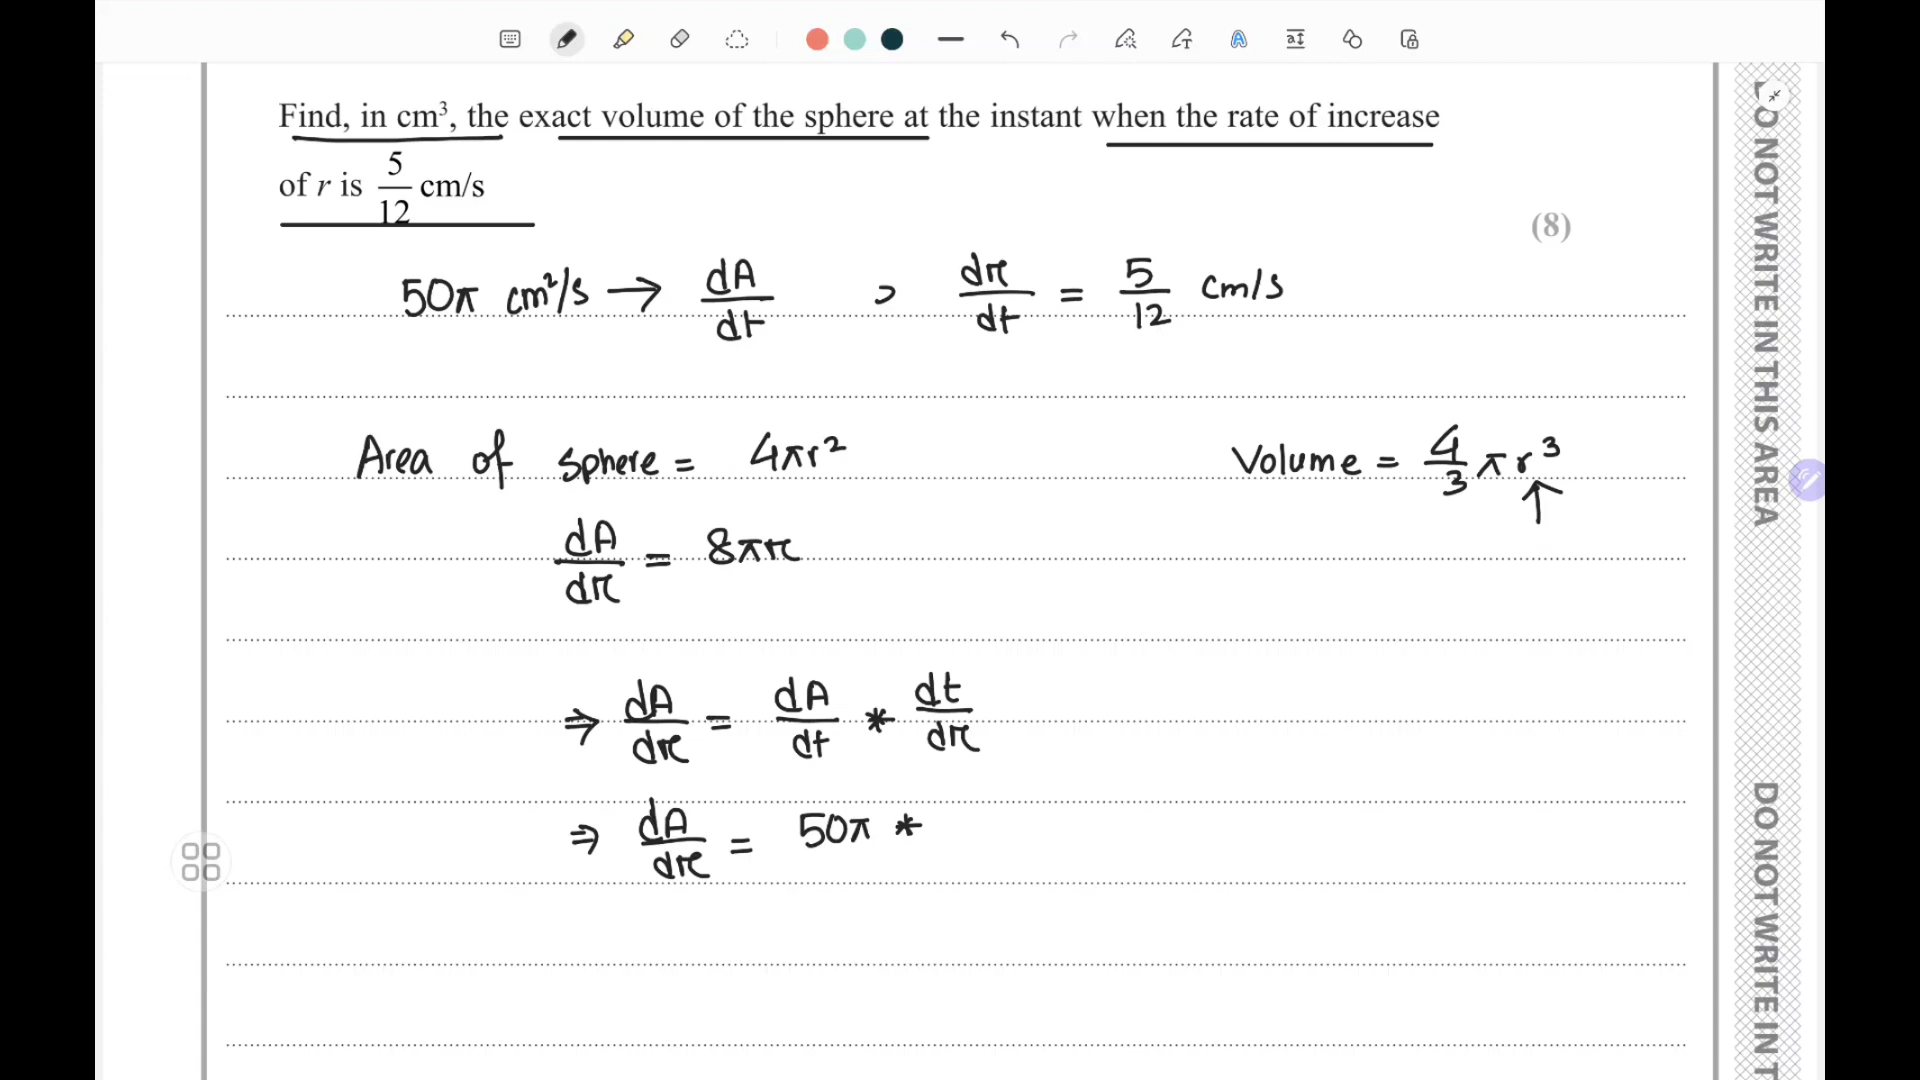 Find, in cm³, the exact volume of the sphere at the instant when the rate of increase
of r is 5/12 cm/s
(8)
50π cm²/s → dA/dt , dr/dt = 5/12 cm/s
Area of sphere = 4πr² Volume = 4/3 πr³
↑
dA/dr = 8πr
⇒ dA/dr = dA/dt * dt/dr
⇒ dA/dr = 50π *
DO NOT WRITE IN THIS AREA
DO NOT WRITE IN T